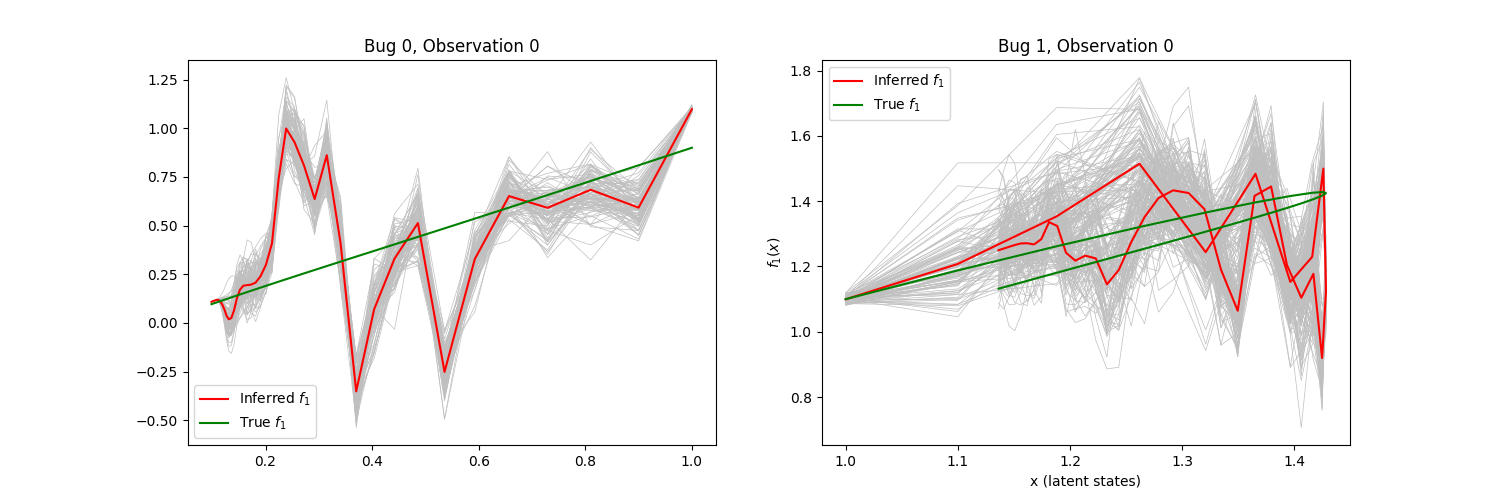 Bug 0, Observation 0
1.25
1.00
0.75
0.50
0.25
0.00
−0.25
−0.50
Inferred f₁
True f₁
0.2 0.4 0.6 0.8 1.0
Bug 1, Observation 0
1.8
1.6
1.4
1.2
1.0
0.8
f₁(x)
Inferred f₁
True f₁
1.0 1.1 1.2 1.3 1.4
x (latent states)